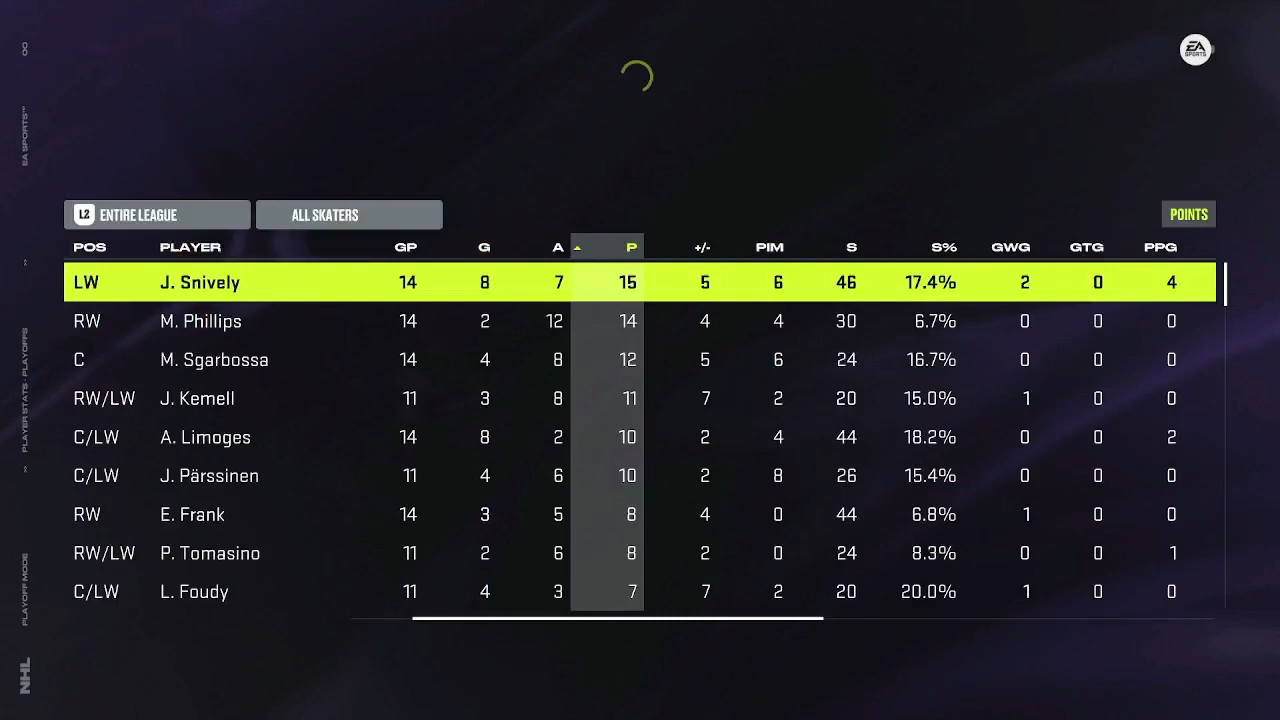 EA SPORTS
L2 ENTIRE LEAGUE ALL SKATERS POINTS
POS PLAYER GP G A P +/- PIM S S% GWG GTG PPG
LW J. Snively 14 8 7 15 5 6 46 17.4% 2 0 4
RW M. Phillips 14 2 12 14 4 4 30 6.7% 0 0 0
C M. Sgarbossa 14 4 8 12 5 6 24 16.7% 0 0 0
RW/LW J. Kemell 11 3 8 11 7 2 20 15.0% 1 0 0
C/LW A. Limoges 14 8 2 10 2 4 44 18.2% 0 0 2
C/LW J. Pärssinen 11 4 6 10 2 8 26 15.4% 0 0 0
RW E. Frank 14 3 5 8 4 0 44 6.8% 1 0 0
RW/LW P. Tomasino 11 2 6 8 2 0 24 8.3% 0 0 1
C/LW L. Foudy 11 4 3 7 7 2 20 20.0% 1 0 0
NHL PLAYOFF MODE >> PLAYER STATS - PLAYOFFS >> EA SPORTS™